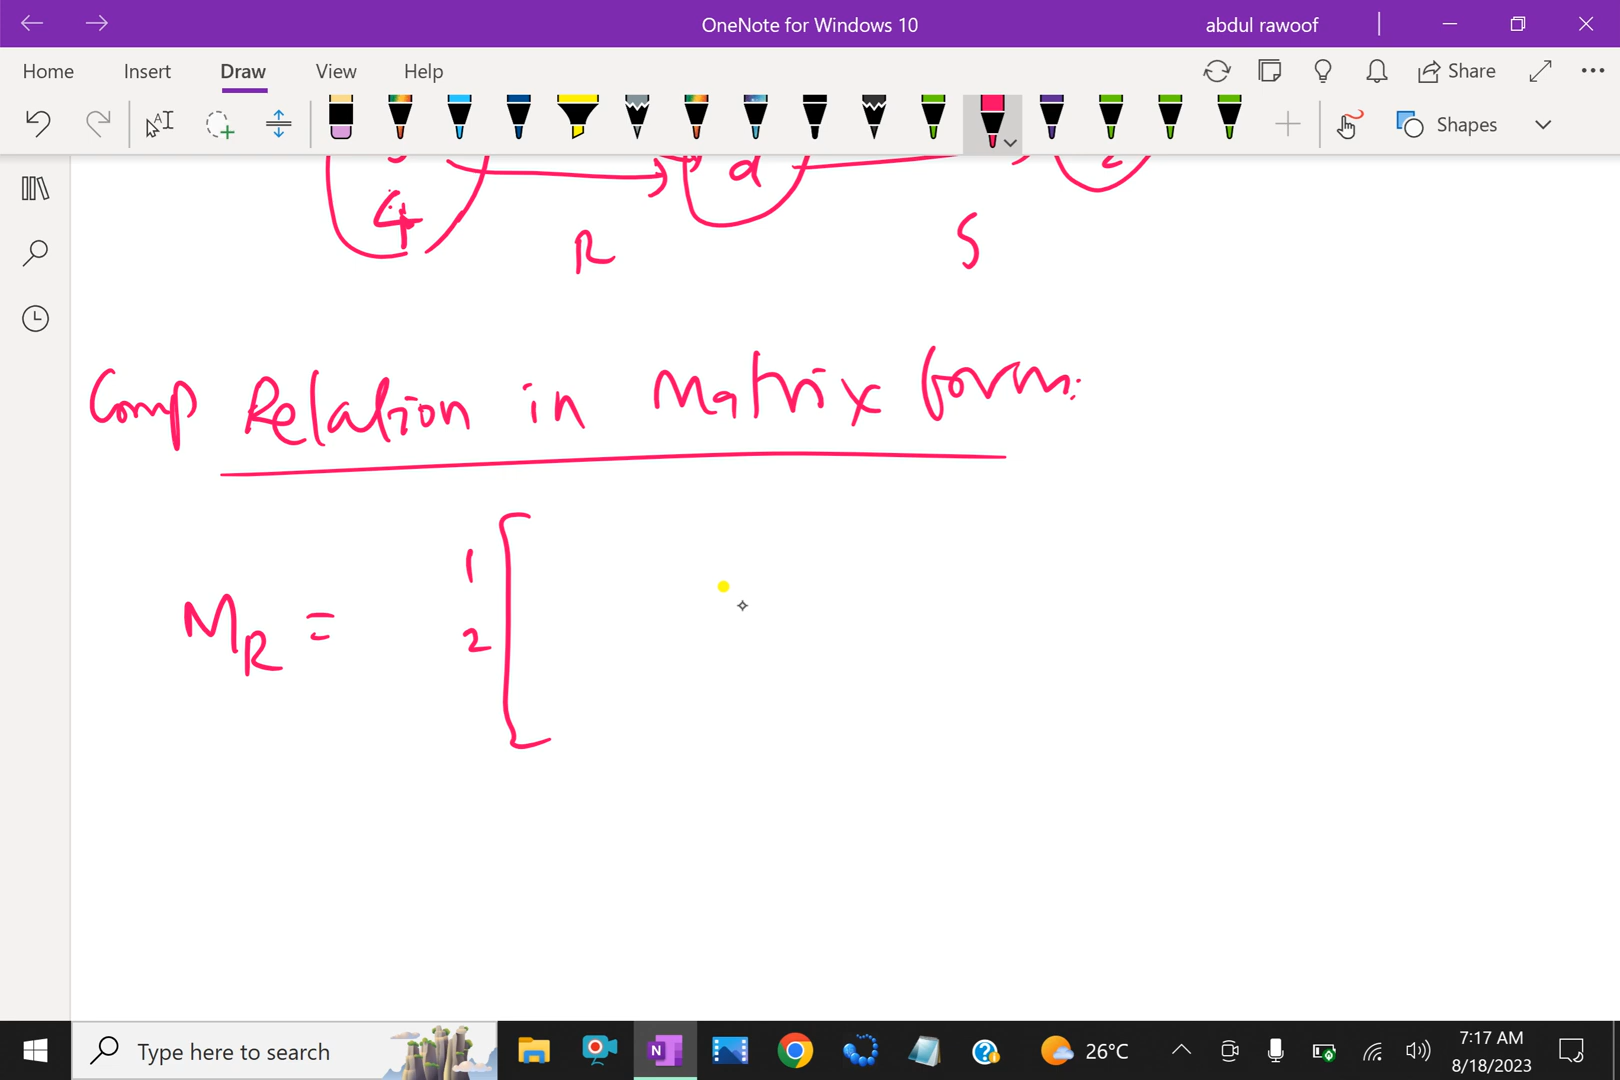 OneNote for Windows 10
abdul rawoof
Home Insert Draw View Help
Share
Shapes
d
4
R S
Comp Relation in Matrix form:
1
M_R =
2
Type here to search
26°C
7:17 AM
8/18/2023